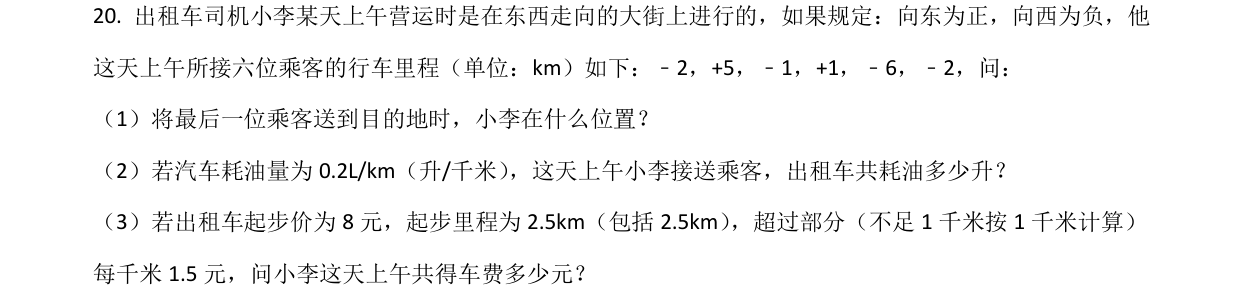 20. 出租车司机小李某天上午营运时是在东西走向的大街上进行的，如果规定：向东为正，向西为负，他
这天上午所接六位乘客的行车里程（单位：km）如下：﹣2，+5，﹣1，+1，﹣6，﹣2，问：
（1）将最后一位乘客送到目的地时，小李在什么位置？
（2）若汽车耗油量为 0.2L/km（升/千米），这天上午小李接送乘客，出租车共耗油多少升？
（3）若出租车起步价为 8 元，起步里程为 2.5km（包括 2.5km），超过部分（不足 1 千米按 1 千米计算）
每千米 1.5 元，问小李这天上午共得车费多少元？